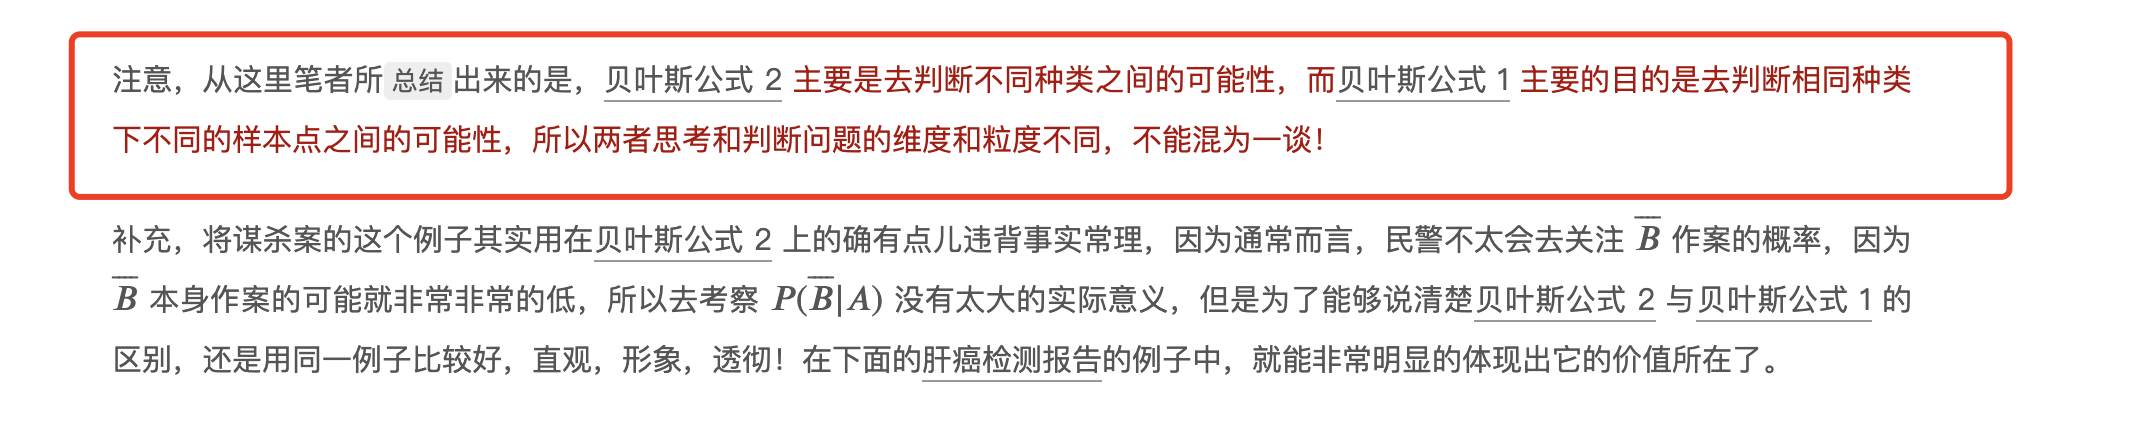 注意，从这里笔者所总结出来的是，贝叶斯公式 2 主要是去判断不同种类之间的可能性，而贝叶斯公式 1 主要的目的是去判断相同种类
下不同的样本点之间的可能性，所以两者思考和判断问题的维度和粒度不同，不能混为一谈！
补充，将谋杀案的这个例子其实用在贝叶斯公式 2 上的确有点儿违背事实常理，因为通常而言，民警不太会去关注 B̅ 作案的概率，因为
B̅ 本身作案的可能就非常非常的低，所以去考察 P(B̅|A) 没有太大的实际意义，但是为了能够说清楚贝叶斯公式 2 与贝叶斯公式 1 的
区别，还是用同一例子比较好，直观，形象，透彻！在下面的肝癌检测报告的例子中，就能非常明显的体现出它的价值所在了。